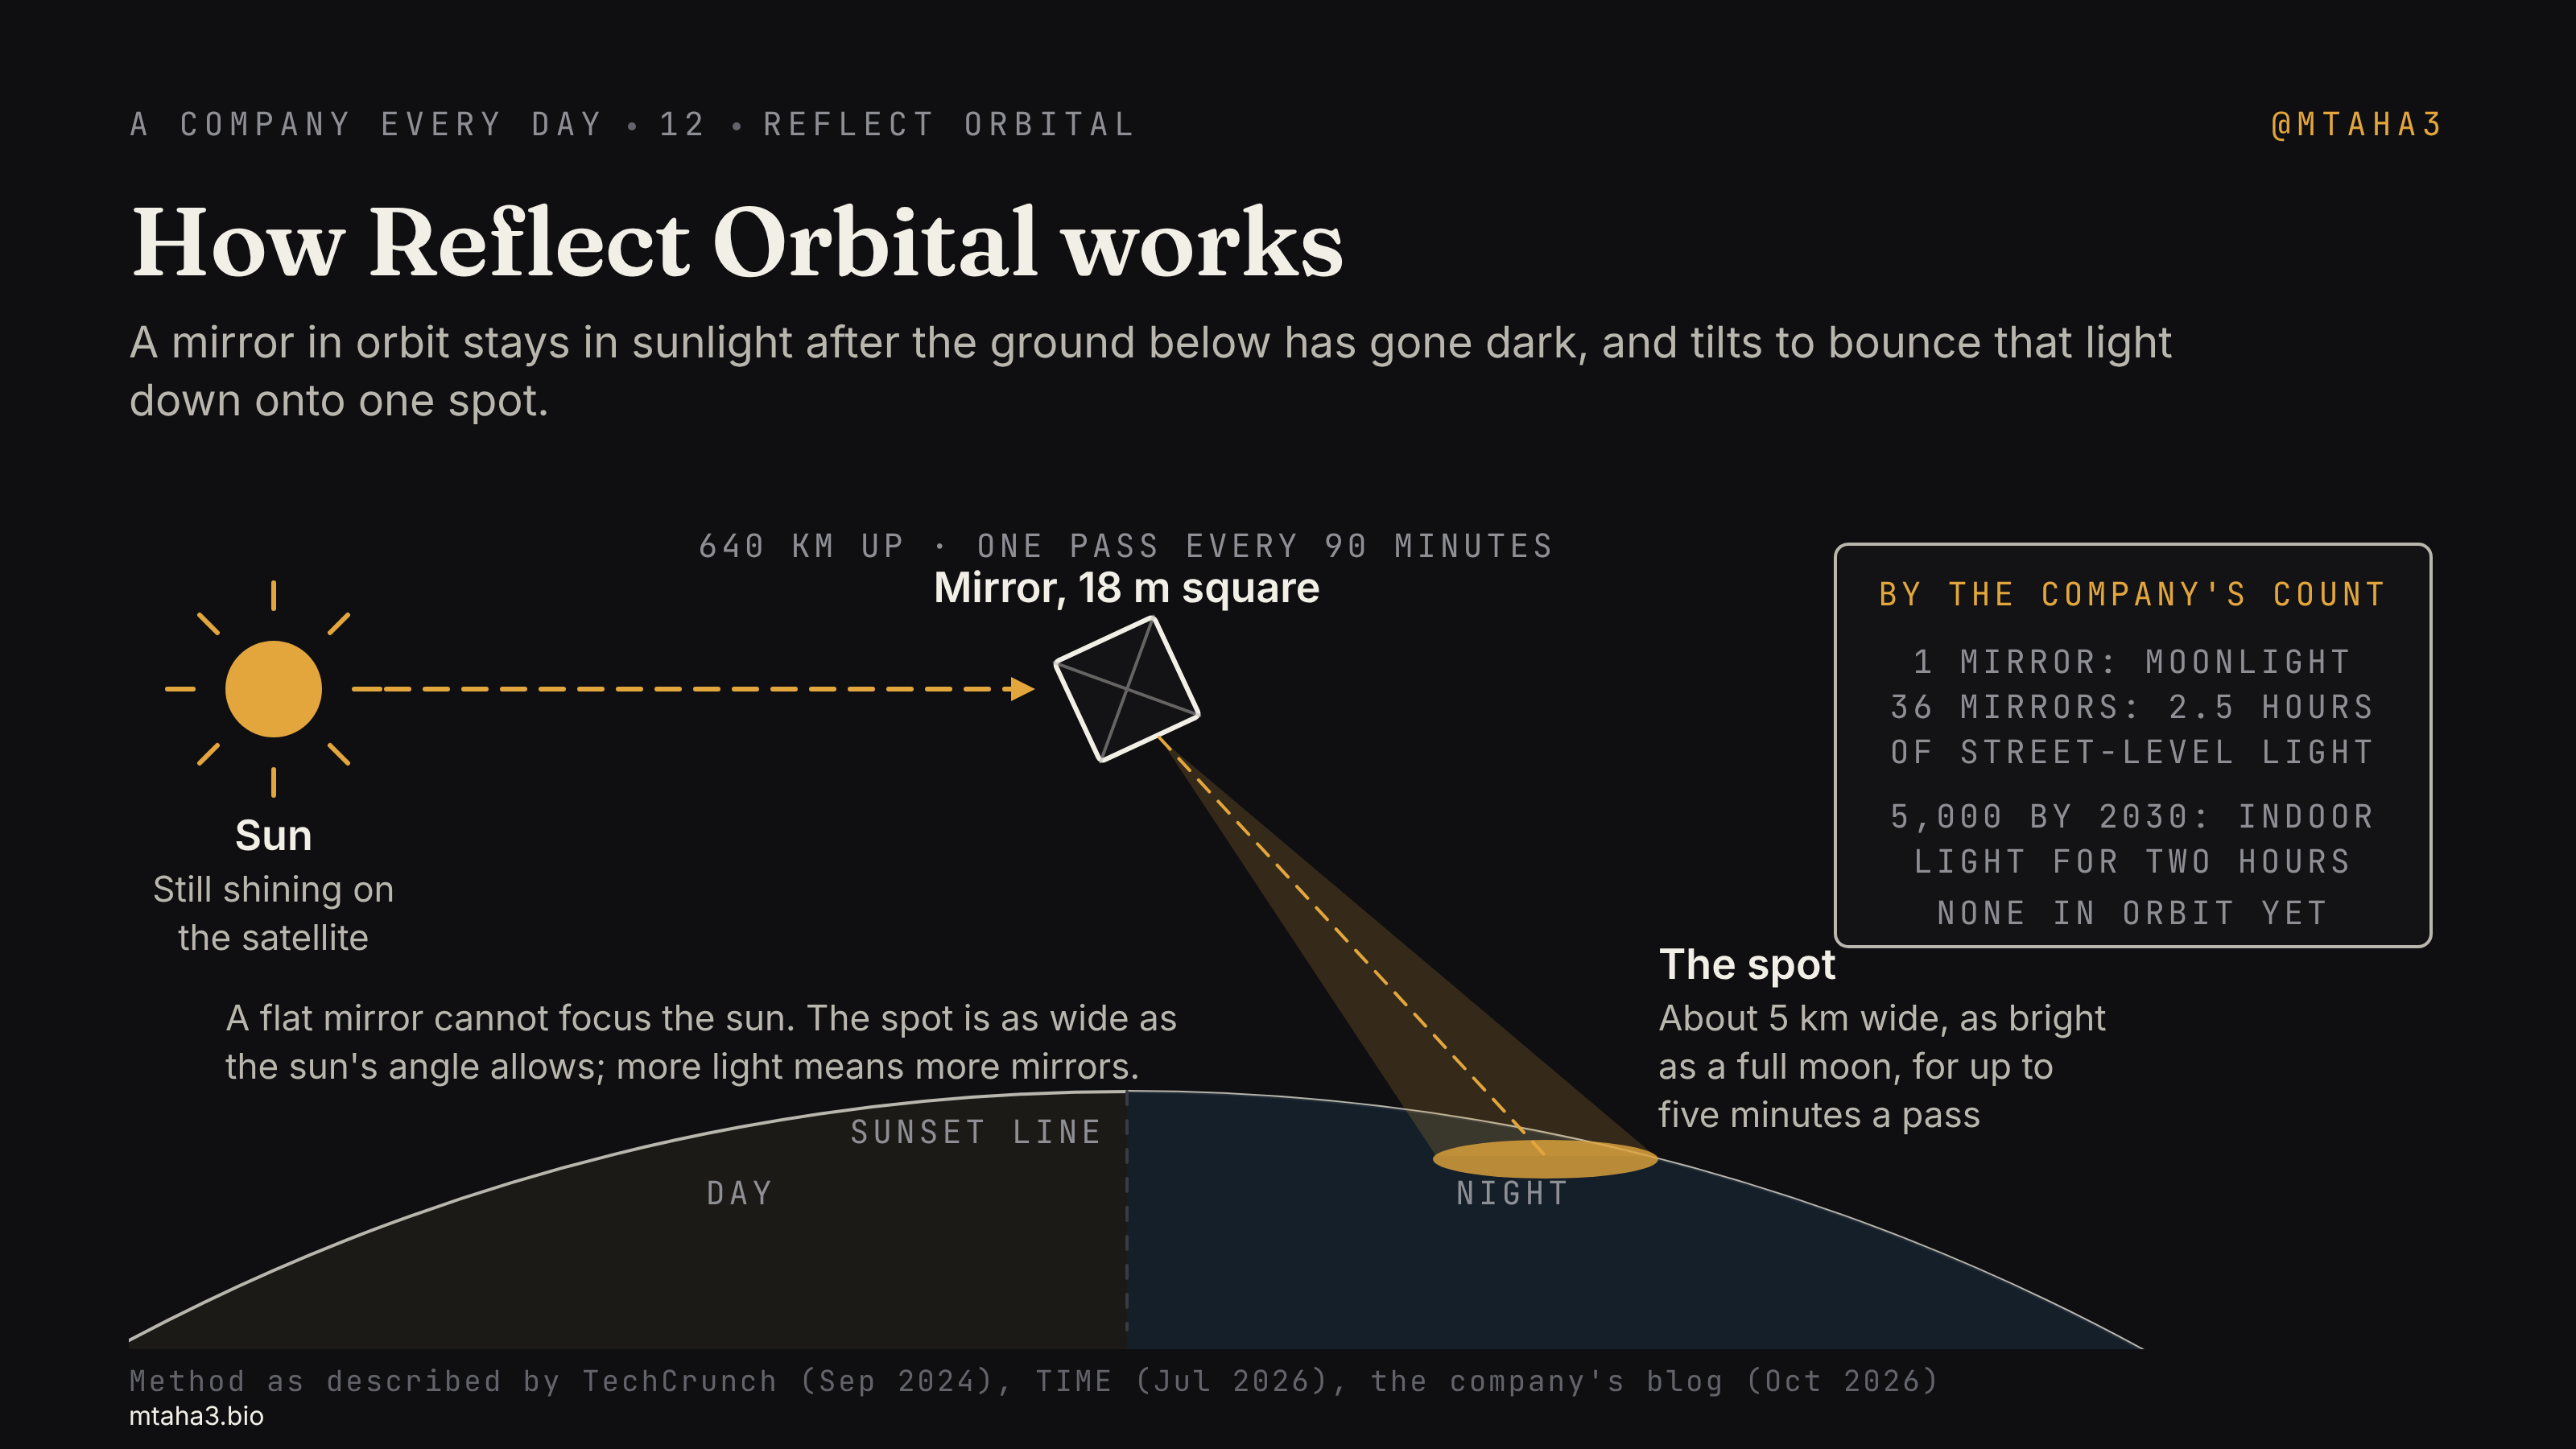 A COMPANY EVERY DAY · 12 · REFLECT ORBITAL
@MTAHA3
How Reflect Orbital works
A mirror in orbit stays in sunlight after the ground below has gone dark, and tilts to bounce that light
down onto one spot.
640 KM UP · ONE PASS EVERY 90 MINUTES
Mirror, 18 m square
BY THE COMPANY'S COUNT
1 MIRROR: MOONLIGHT
36 MIRRORS: 2.5 HOURS
OF STREET-LEVEL LIGHT
5,000 BY 2030: INDOOR
LIGHT FOR TWO HOURS
NONE IN ORBIT YET
Sun
Still shining on
the satellite
The spot
About 5 km wide, as bright
as a full moon, for up to
five minutes a pass
A flat mirror cannot focus the sun. The spot is as wide as
the sun's angle allows; more light means more mirrors.
SUNSET LINE
DAY
NIGHT
Method as described by TechCrunch (Sep 2024), TIME (Jul 2026), the company's blog (Oct 2026)
mtaha3.bio